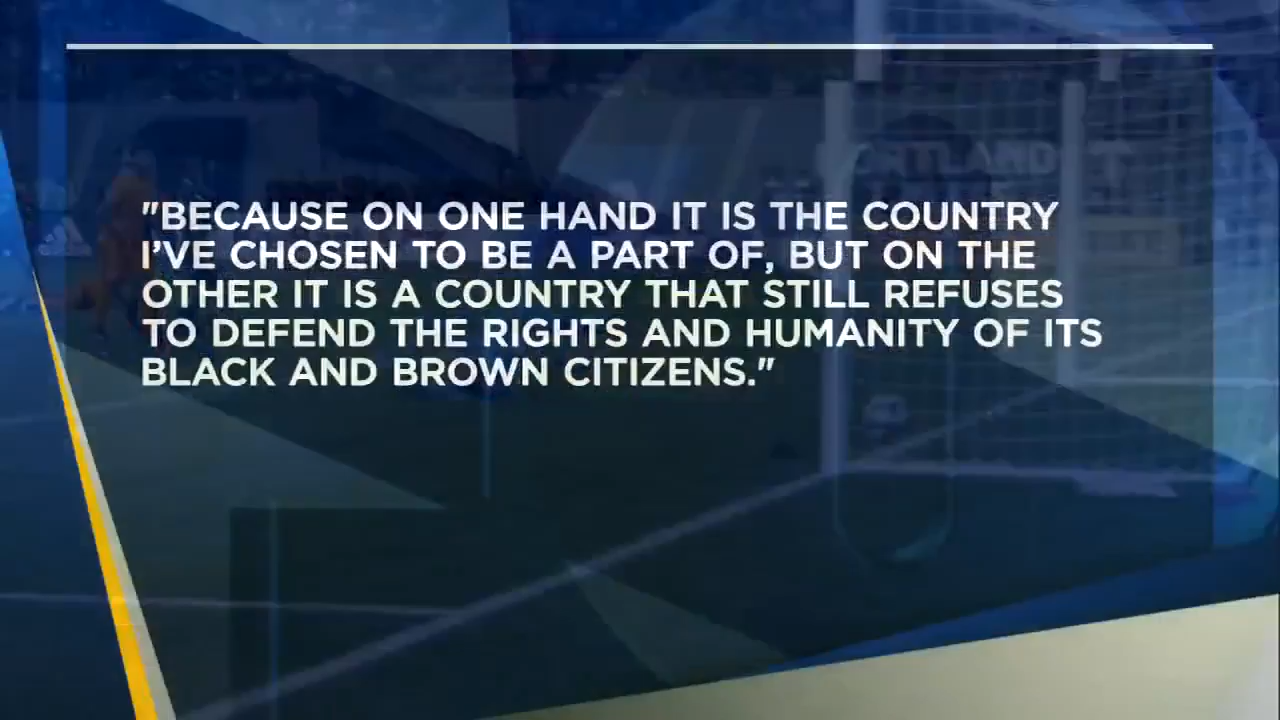 "BECAUSE ON ONE HAND IT IS THE COUNTRY
I'VE CHOSEN TO BE A PART OF, BUT ON THE
OTHER IT IS A COUNTRY THAT STILL REFUSES
TO DEFEND THE RIGHTS AND HUMANITY OF ITS
BLACK AND BROWN CITIZENS."